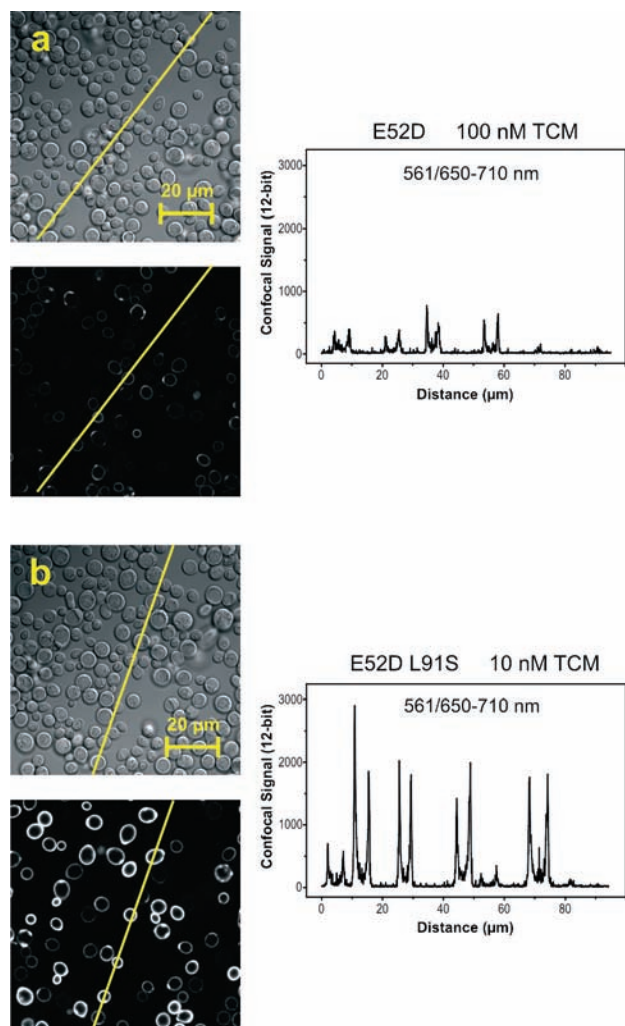 a
20 µm
E52D 100 nM TCM
561/650-710 nm
Confocal Signal (12-bit)
3000
2000
1000
0
0 20 40 60 80
Distance (µm)
b
20 µm
E52D L91S 10 nM TCM
561/650-710 nm
Confocal Signal (12-bit)
3000
2000
1000
0
0 20 40 60 80
Distance (µm)